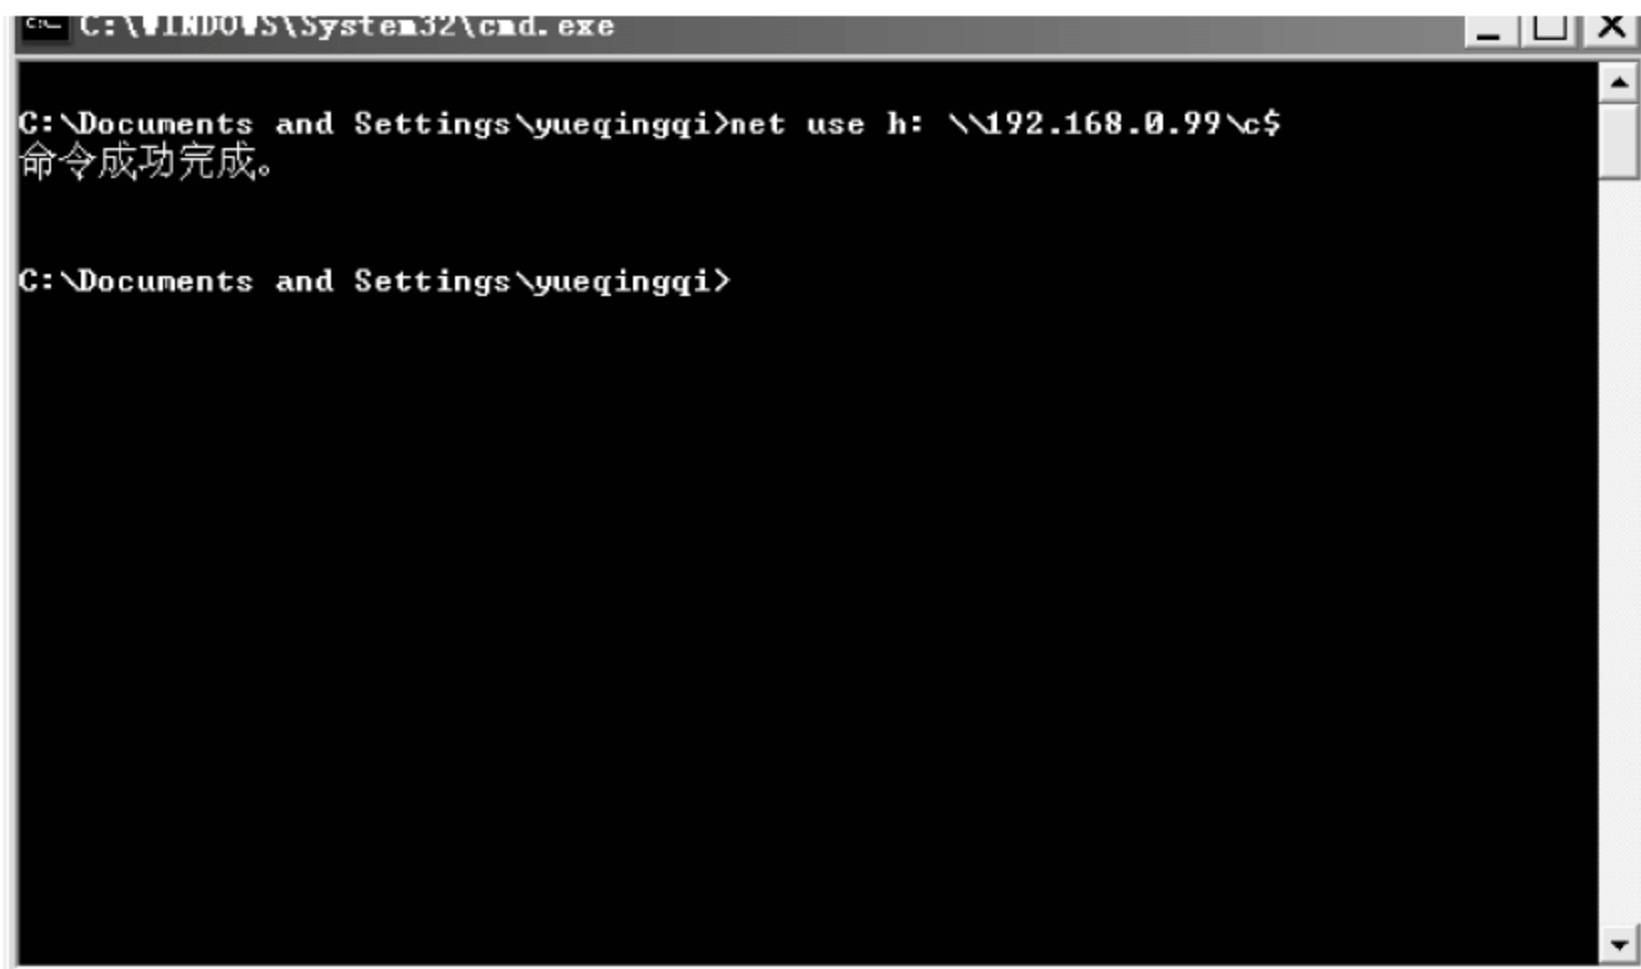 C:\WINDOWS\System32\cmd.exe
C:\Documents and Settings\yueqingqi>net use h: \\192.168.0.99\c$
命令成功完成。
C:\Documents and Settings\yueqingqi>